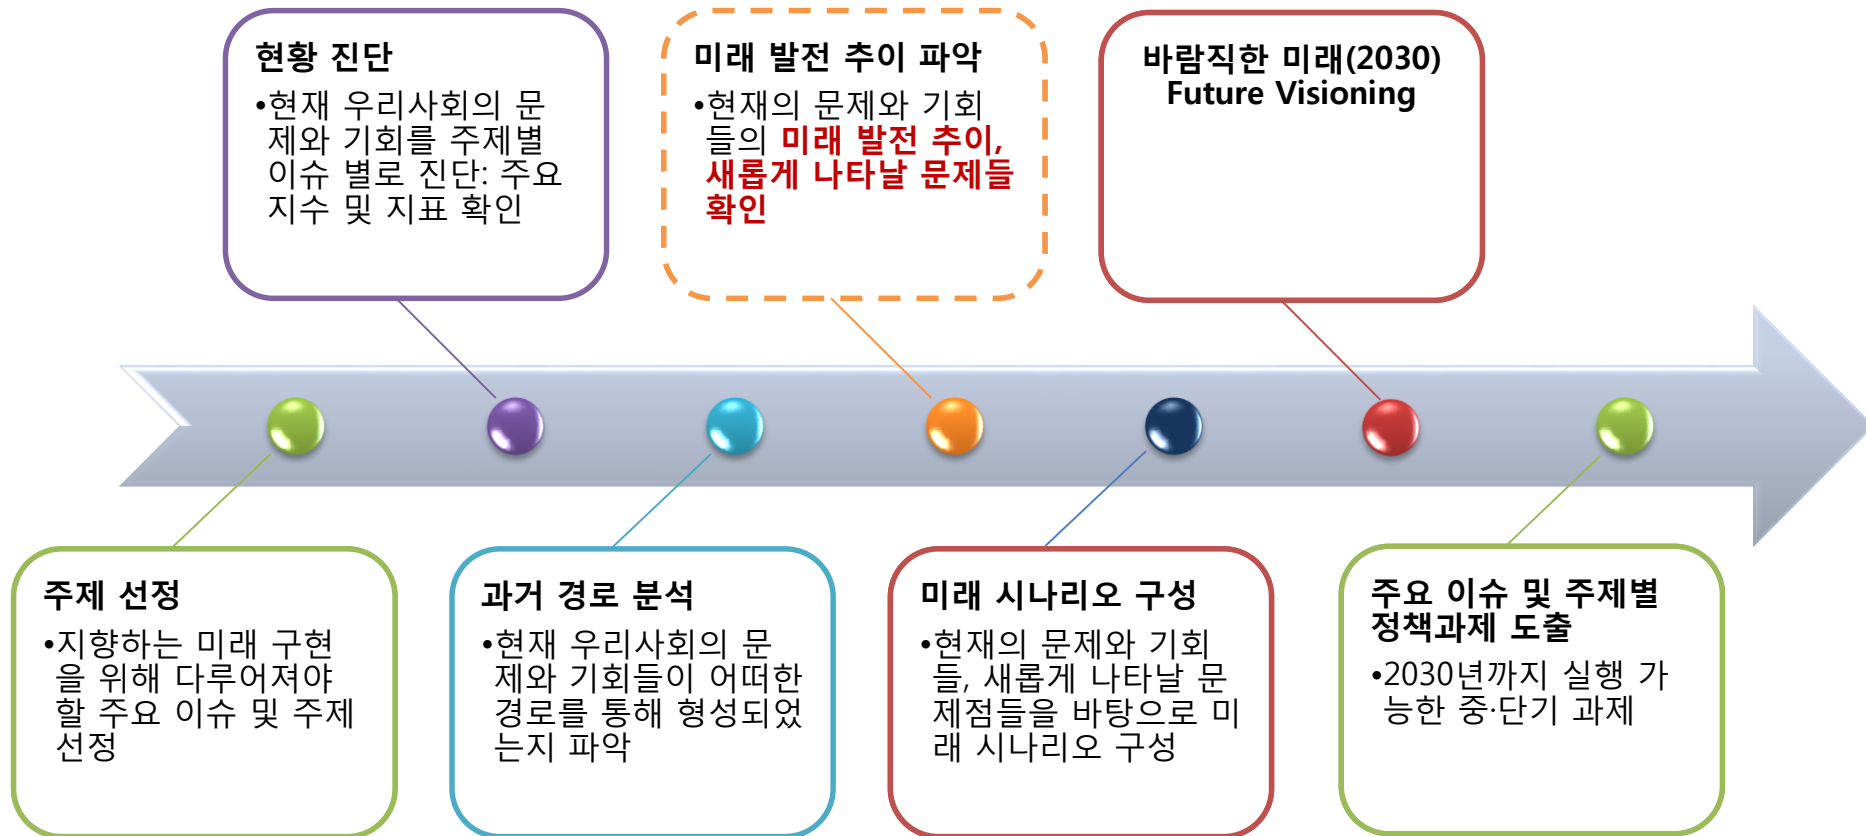 현황 진단
•현재 우리사회의 문
제와 기회를 주제별
이슈 별로 진단: 주요
지수 및 지표 확인
미래 발전 추이 파악
•현재의 문제와 기회
들의 미래 발전 추이,
새롭게 나타날 문제들
확인
바람직한 미래(2030)
Future Visioning
주제 선정
•지향하는 미래 구현
을 위해 다루어져야
할 주요 이슈 및 주제
선정
과거 경로 분석
•현재 우리사회의 문
제와 기회들이 어떠한
경로를 통해 형성되었
는지 파악
미래 시나리오 구성
•현재의 문제와 기회
들, 새롭게 나타날 문
제점들을 바탕으로 미
래 시나리오 구성
주요 이슈 및 주제별
정책과제 도출
•2030년까지 실행 가
능한 중·단기 과제